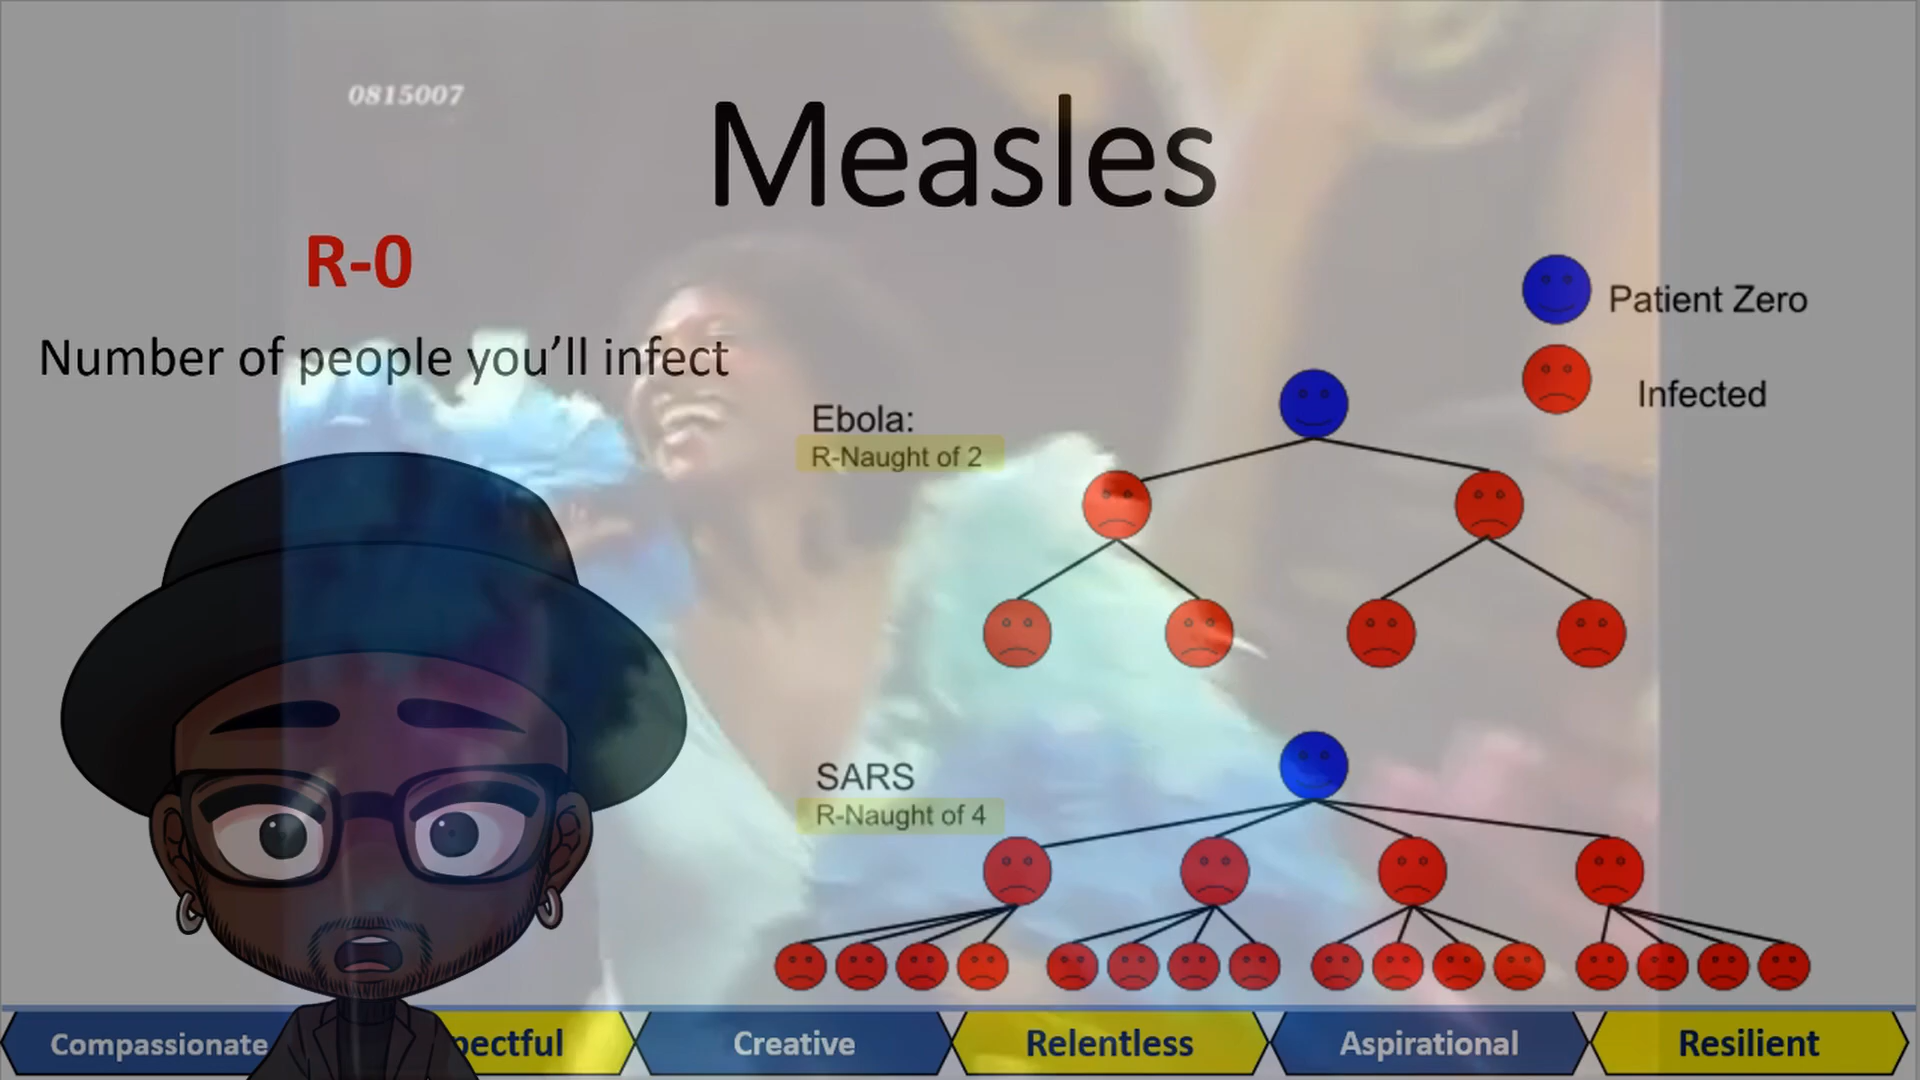 0815007
Measles
R-0
Number of people you'll infect
Patient Zero
Infected
Ebola:
R-Naught of 2
SARS
R-Naught of 4
Compassionate
pectful
Creative
Relentless
Aspirational
Resilient